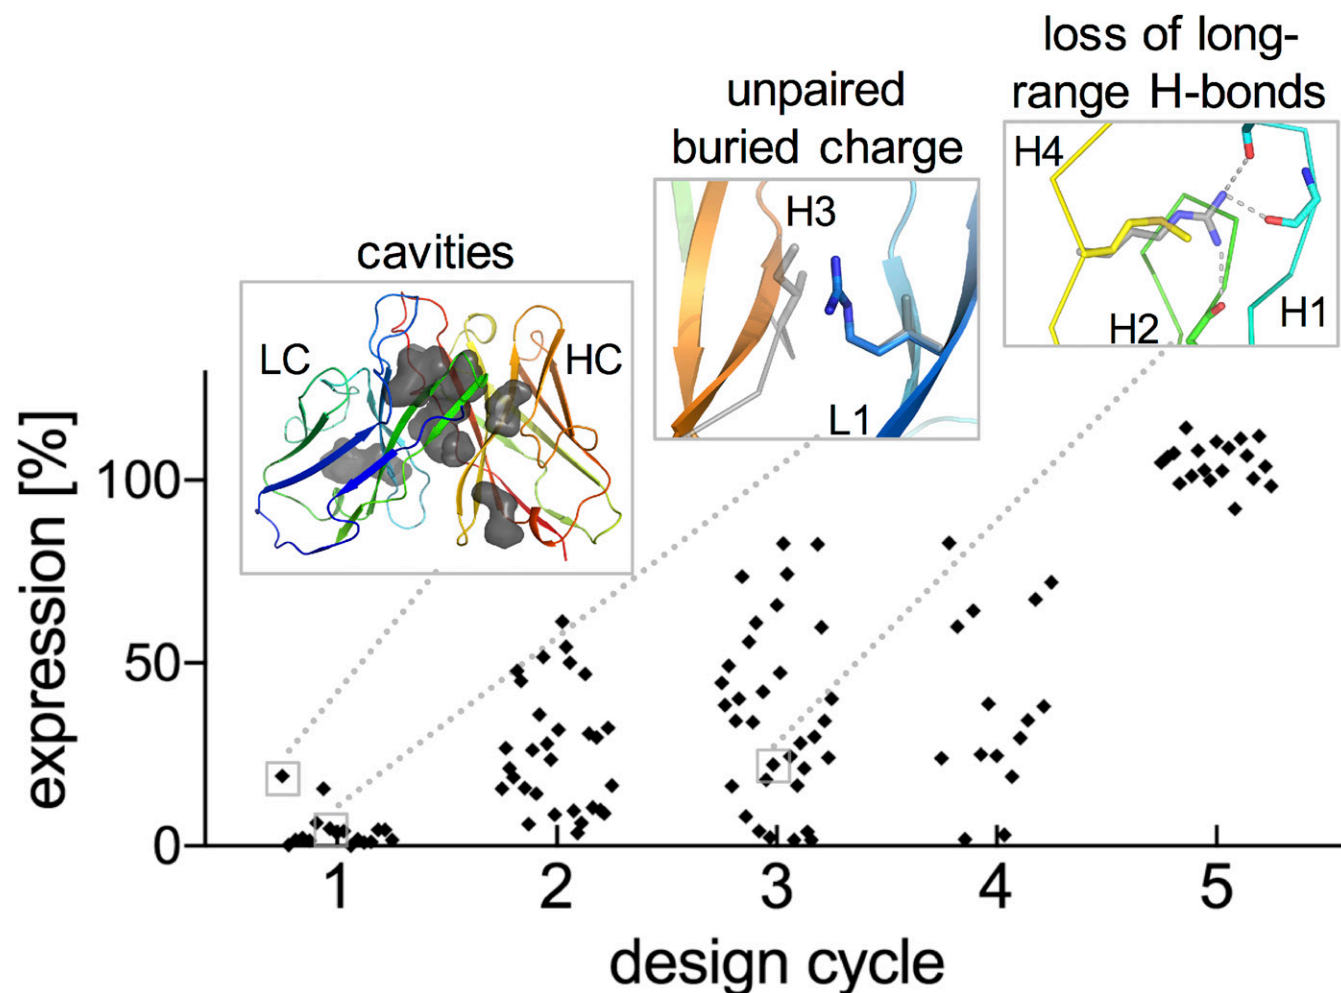 loss of long-
range H-bonds
unpaired
buried charge
cavities
H4
H2
H1
H3
L1
LC
HC
expression [%]
100
50
0
1 2 3 4 5
design cycle